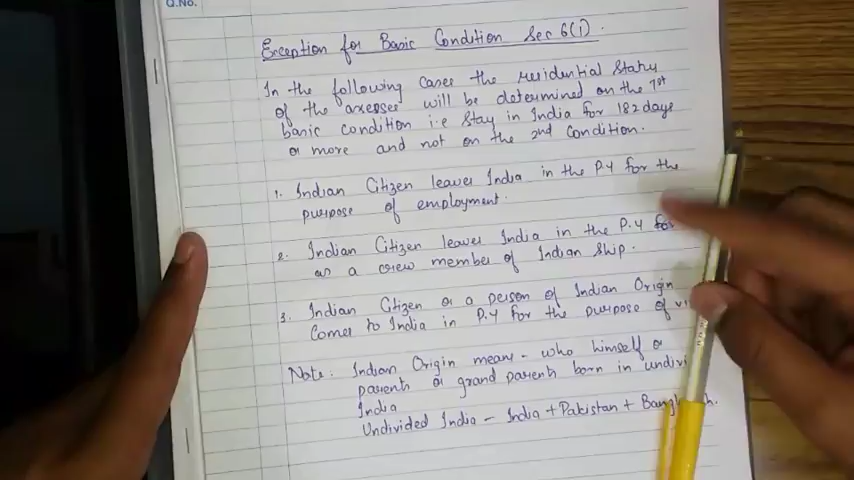 Q.No.
Exception for Basic Condition Sec 6(1).
In the following cases the residential status
of the assessee will be determined on the 1st
basic condition i.e stay in India for 182 days
or more and not on the 2nd condition.
1. Indian Citizen leaves India in the P.Y for the
purpose of employment.
2. Indian Citizen leaves India in the P.Y for
as a crew member of Indian ship.
3. Indian Citizen or a person of Indian Origin
comes to India in P.Y for the purpose of
Note: Indian Origin means - who himself or
parents or grand parents born in
India
Undivided India - India + Pakistan +